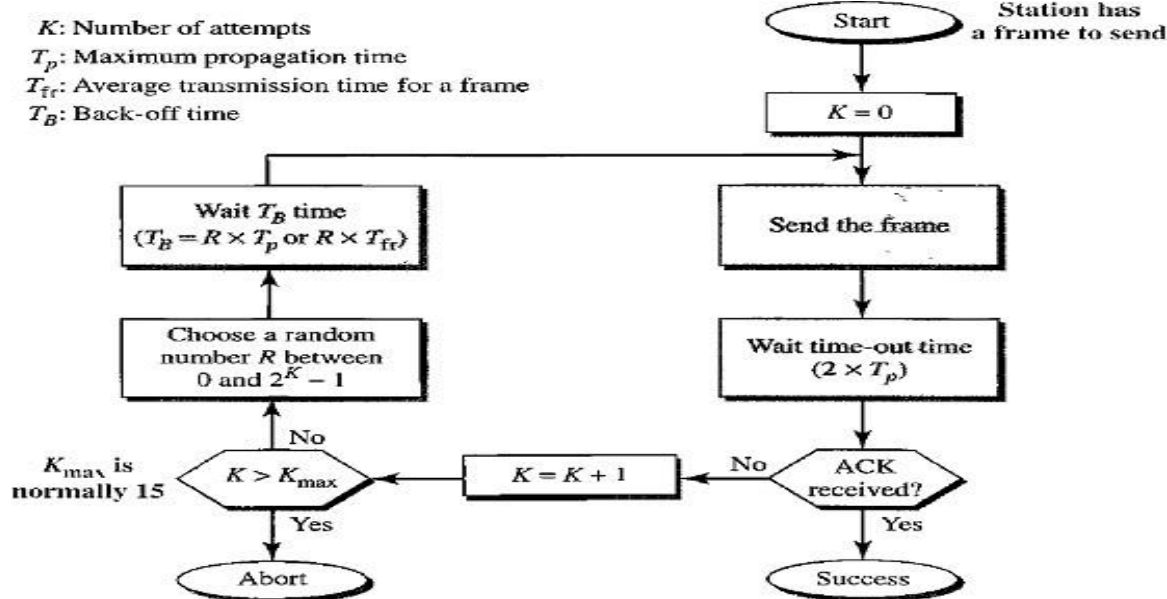 K: Number of attempts
Tp: Maximum propagation time
Tfr: Average transmission time for a frame
TB: Back-off time
Start
Station has
a frame to send
K = 0
Wait TB time
(TB = R × Tp or R × Tfr)
Send the frame
Choose a random
number R between
0 and 2^K − 1
Wait time-out time
(2 × Tp)
Kmax is
normally 15
K > Kmax
No
K = K + 1
No
ACK
received?
Yes
Yes
Abort
Success